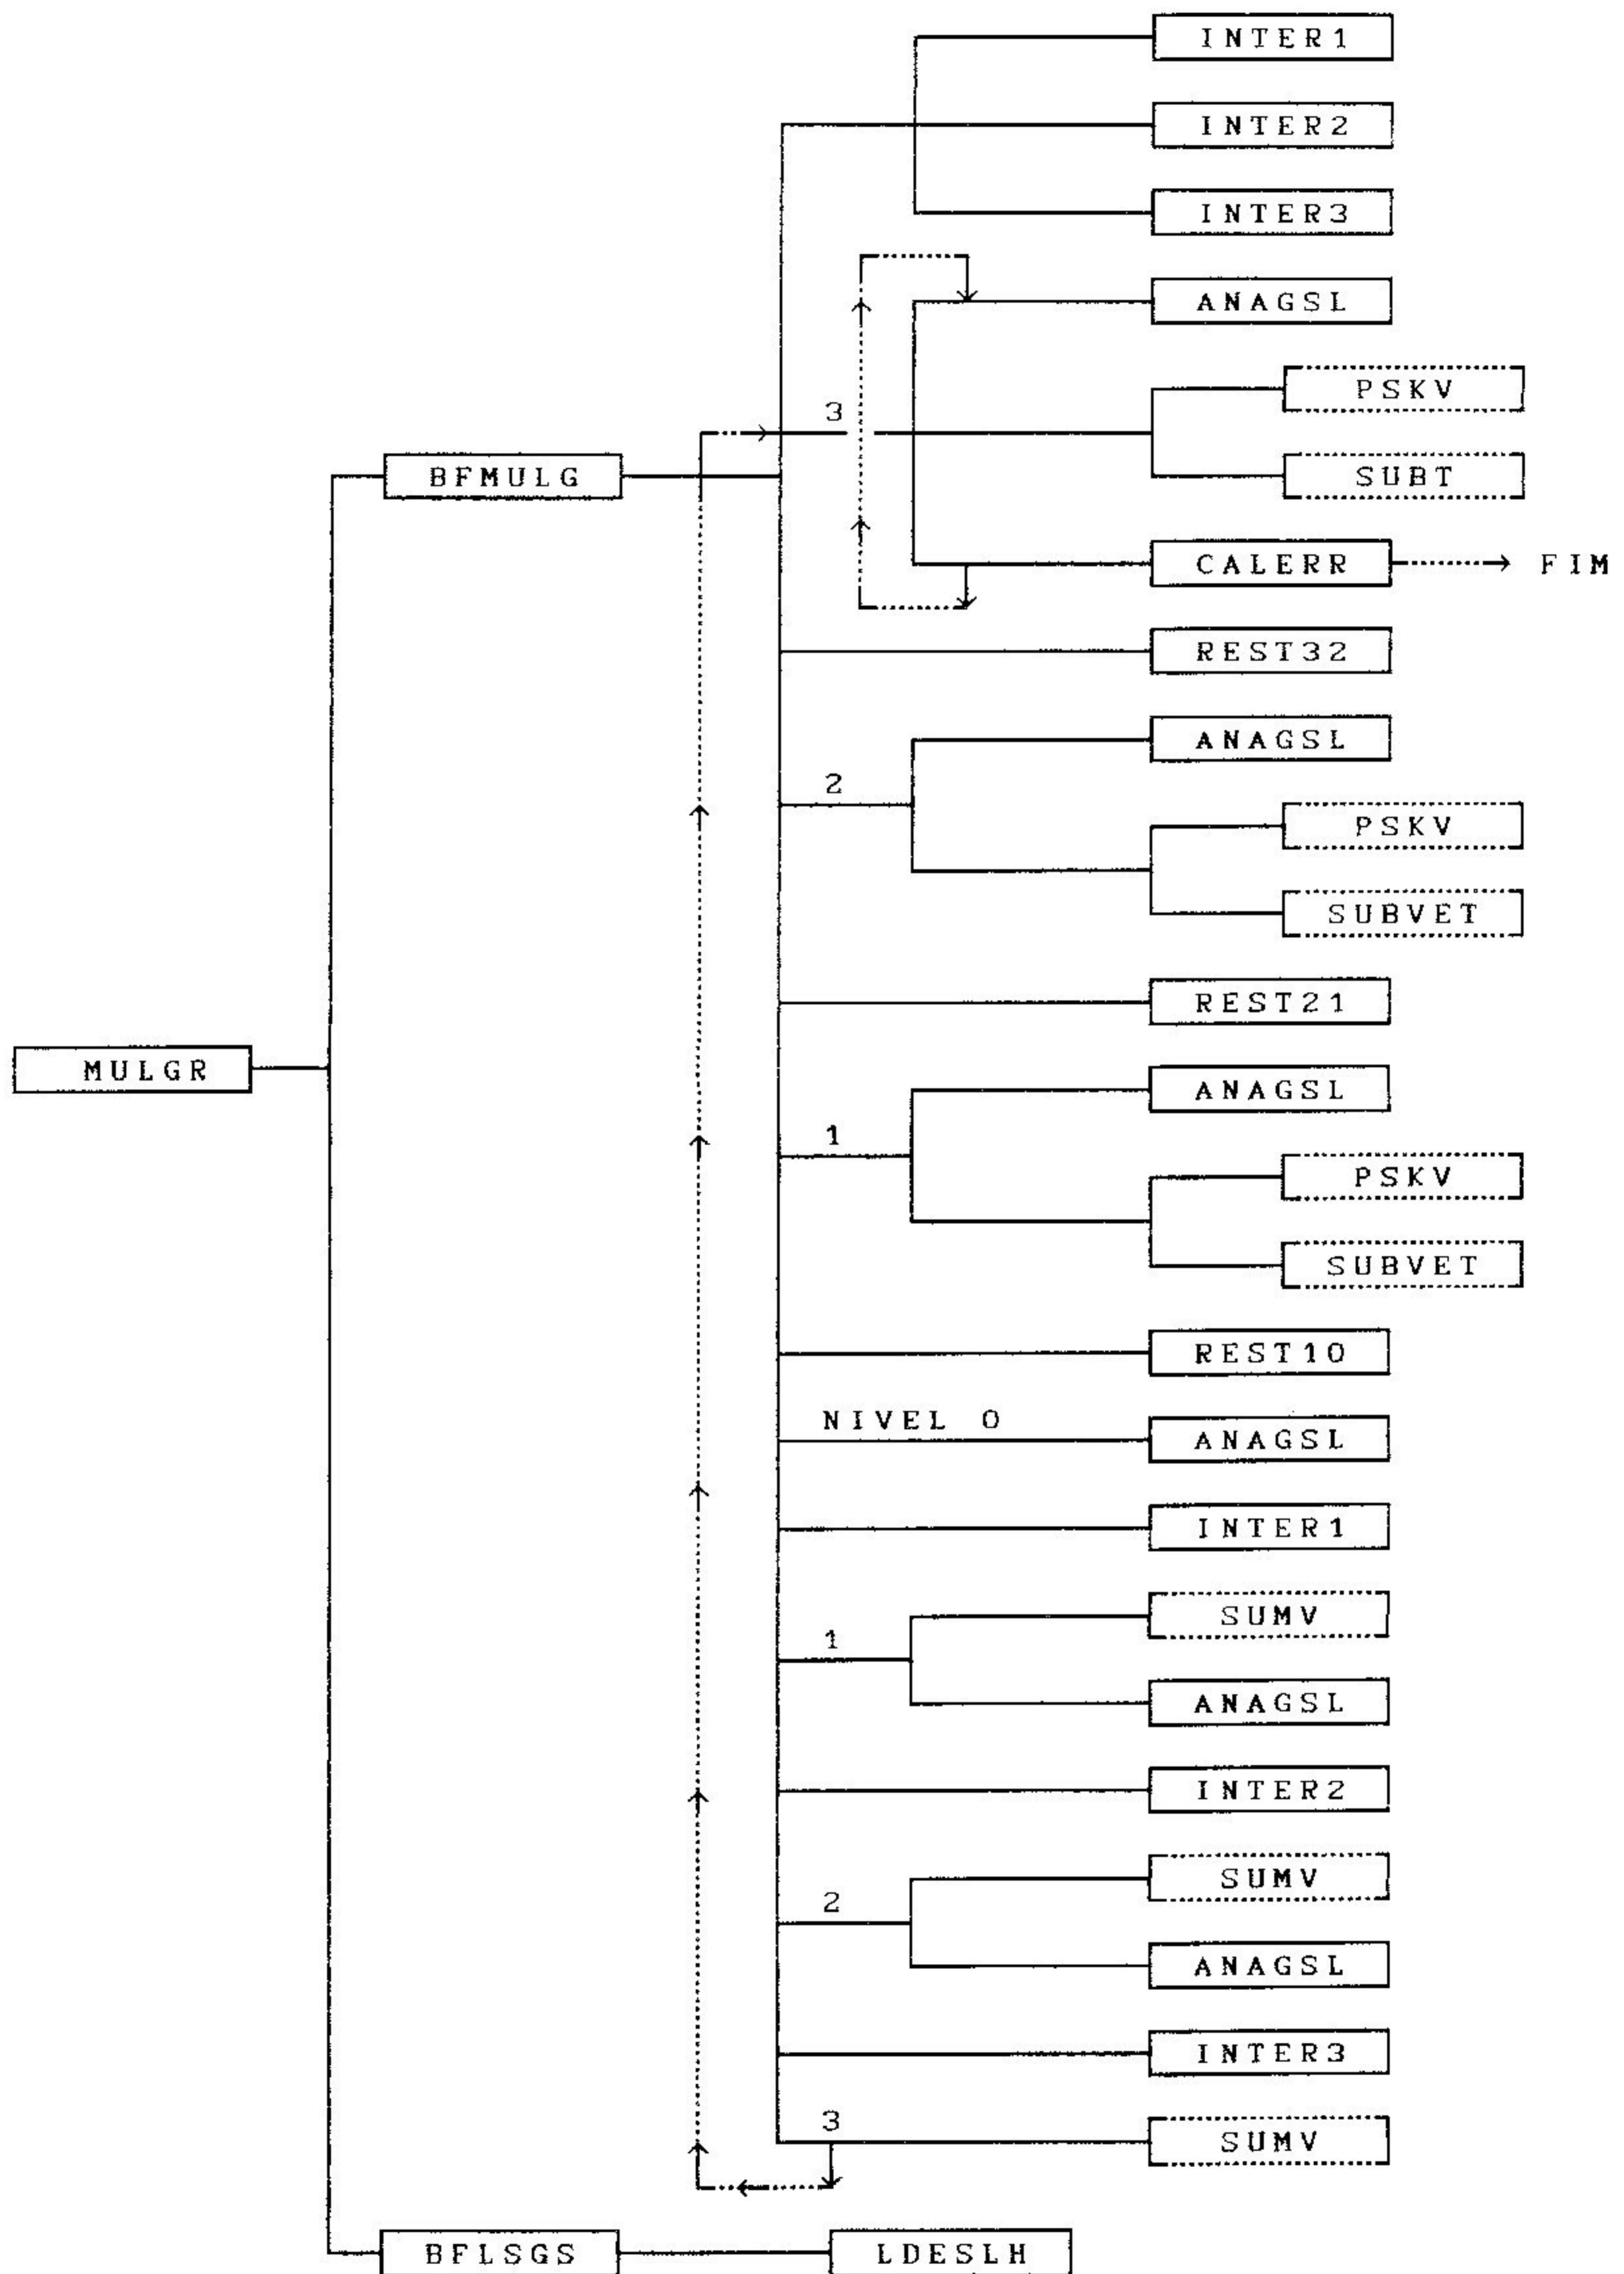 INTER1
INTER2
INTER3
ANAGSL
PSKV
3
BFMULG
SUBT
CALERR FIM
REST32
ANAGSL
2
PSKV
SUBVET
REST21
MULGR
ANAGSL
1
PSKV
SUBVET
REST10
NIVEL 0
ANAGSL
INTER1
SUMV
1
ANAGSL
INTER2
SUMV
2
ANAGSL
INTER3
3
SUMV
BFLSGS LDESLH